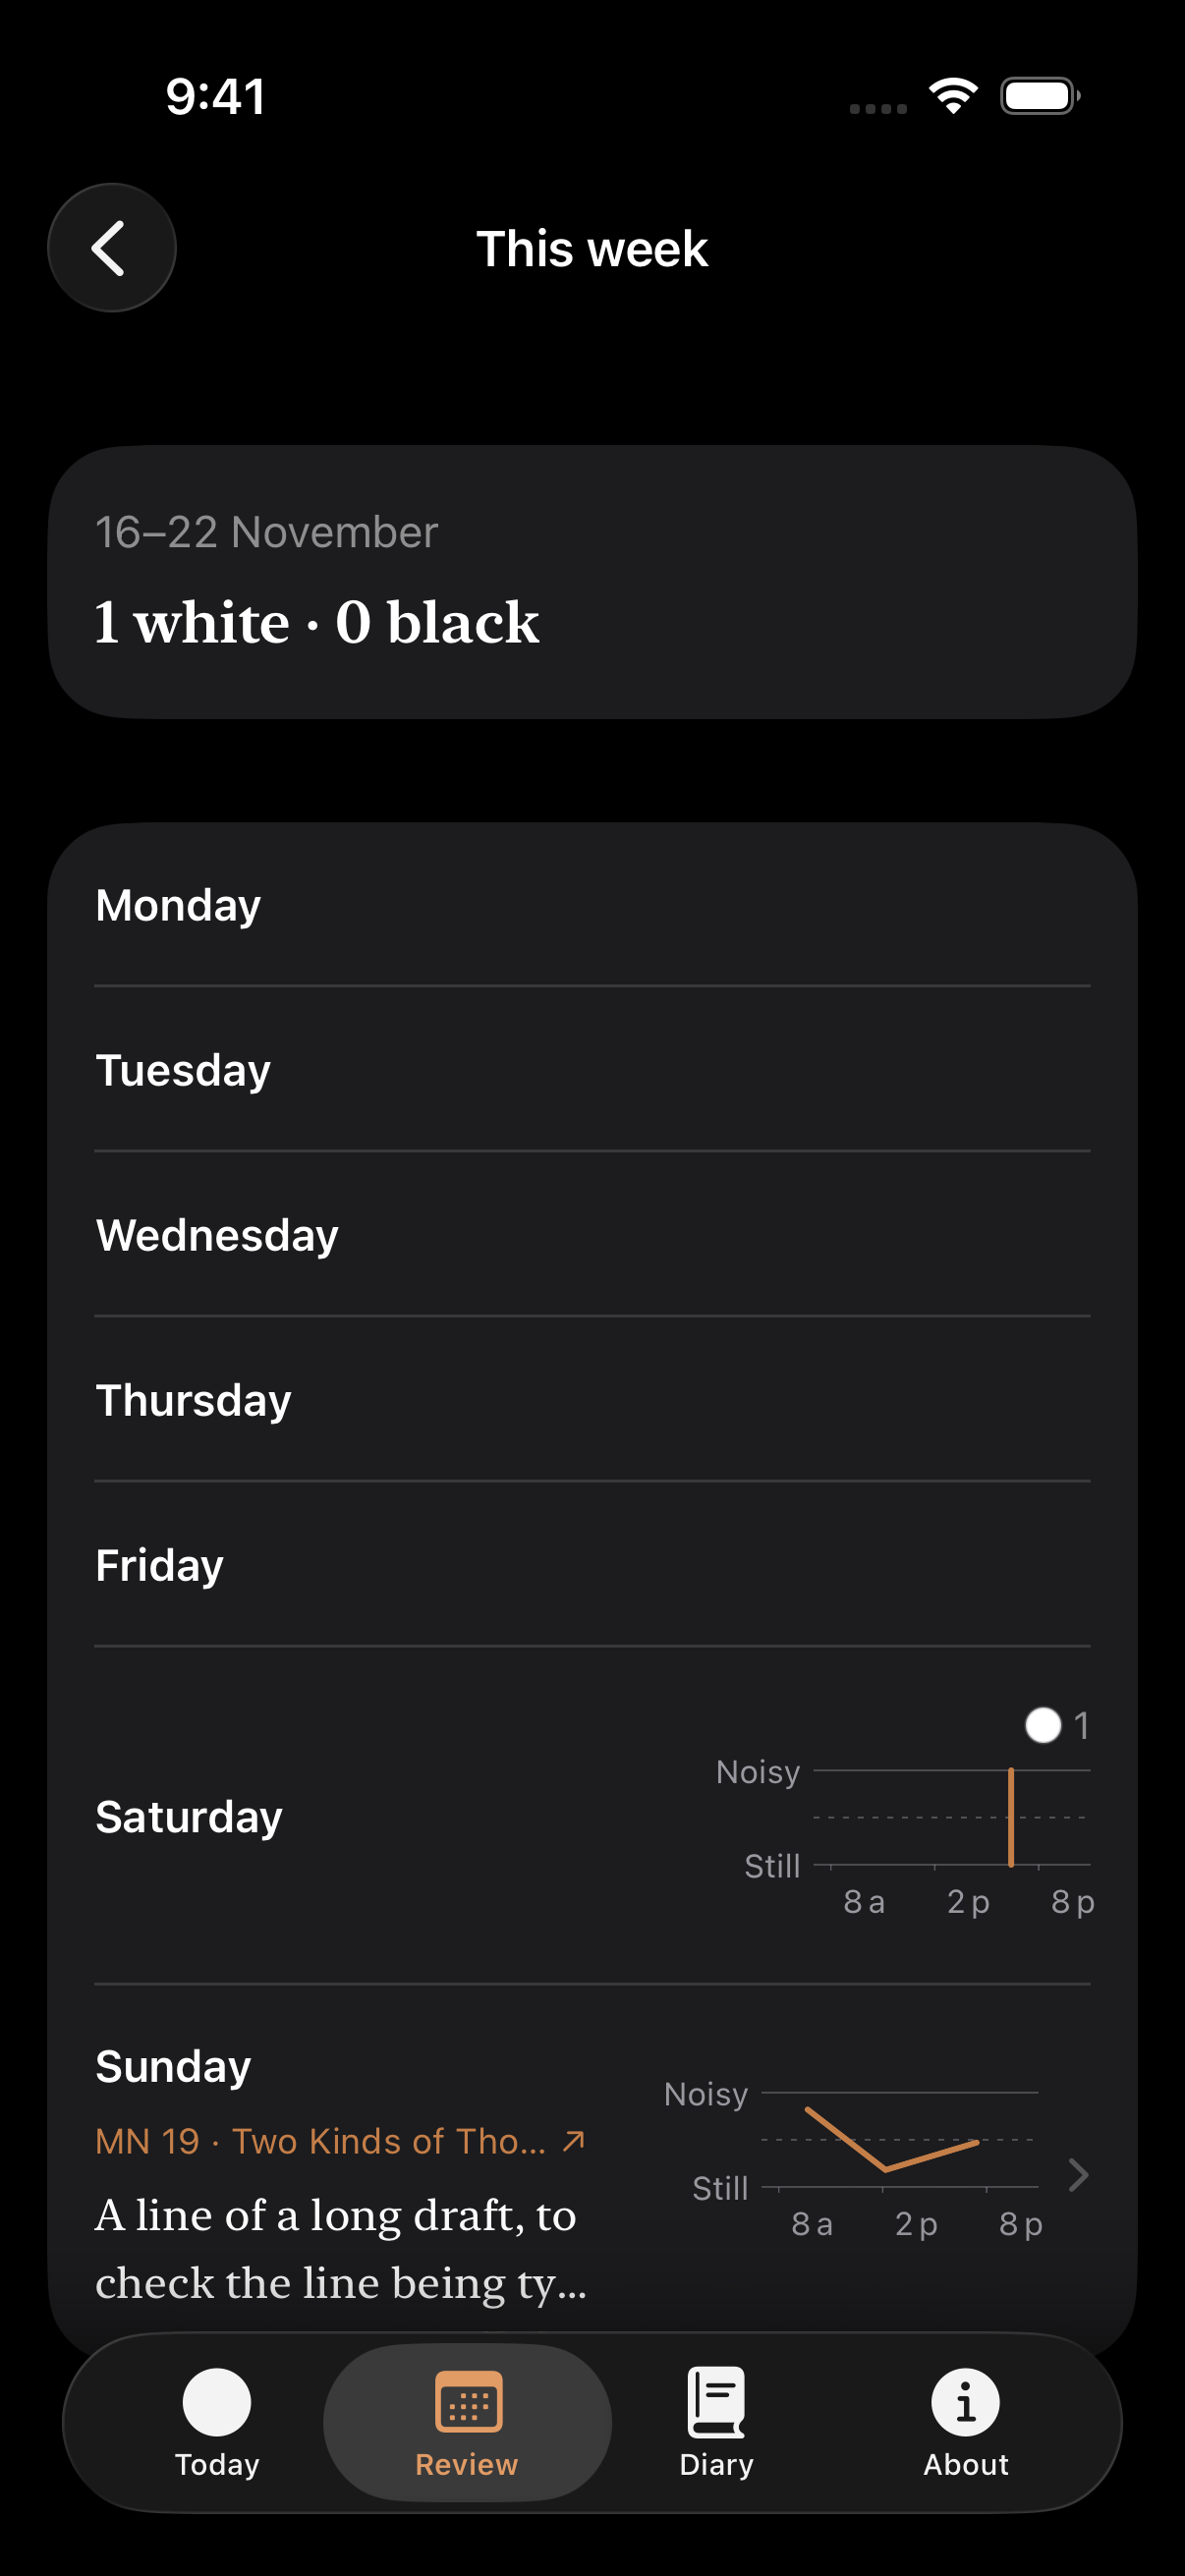 9:41
This week
16–22 November
1 white · 0 black
Monday
Tuesday
Wednesday
Thursday
Friday
1
Noisy
Saturday
Still
8 a 2 p 8 p
Sunday
Noisy
MN 19 · Two Kinds of Tho... ↗
Still
A line of a long draft, to
8 a 2 p 8 p
check the line being ty...
Today Review Diary About